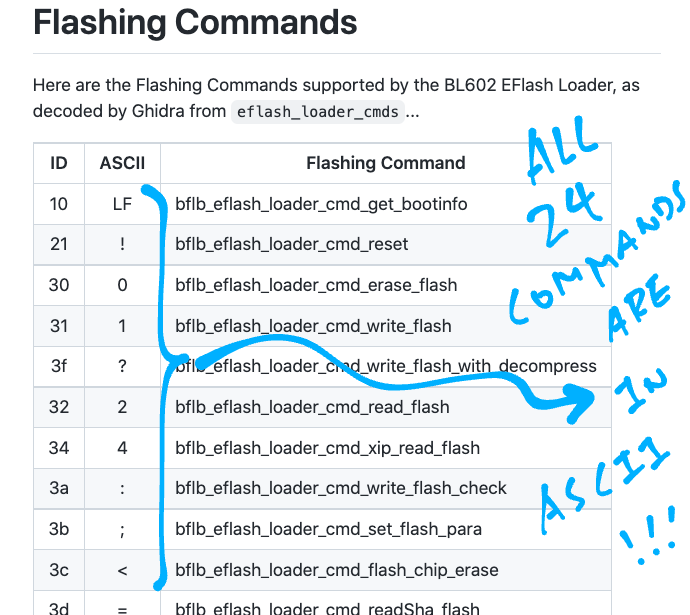 Flashing Commands
Here are the Flashing Commands supported by the BL602 EFlash Loader, as
decoded by Ghidra from eflash_loader_cmds ...
ID ASCII Flashing Command
10 LF bflb_eflash_loader_cmd_get_bootinfo
21 ! bflb_eflash_loader_cmd_reset
30 0 bflb_eflash_loader_cmd_erase_flash
31 1 bflb_eflash_loader_cmd_write_flash
3f ? bflb_eflash_loader_cmd_write_flash_with_decompress
32 2 bflb_eflash_loader_cmd_read_flash
34 4 bflb_eflash_loader_cmd_xip_read_flash
3a : bflb_eflash_loader_cmd_write_flash_check
3b ; bflb_eflash_loader_cmd_set_flash_para
3c < bflb_eflash_loader_cmd_flash_chip_erase
3d = bflb_eflash_loader_cmd_readSha_flash
ALL
24
COMMANDS
ARE
IN
ASCII
!!!